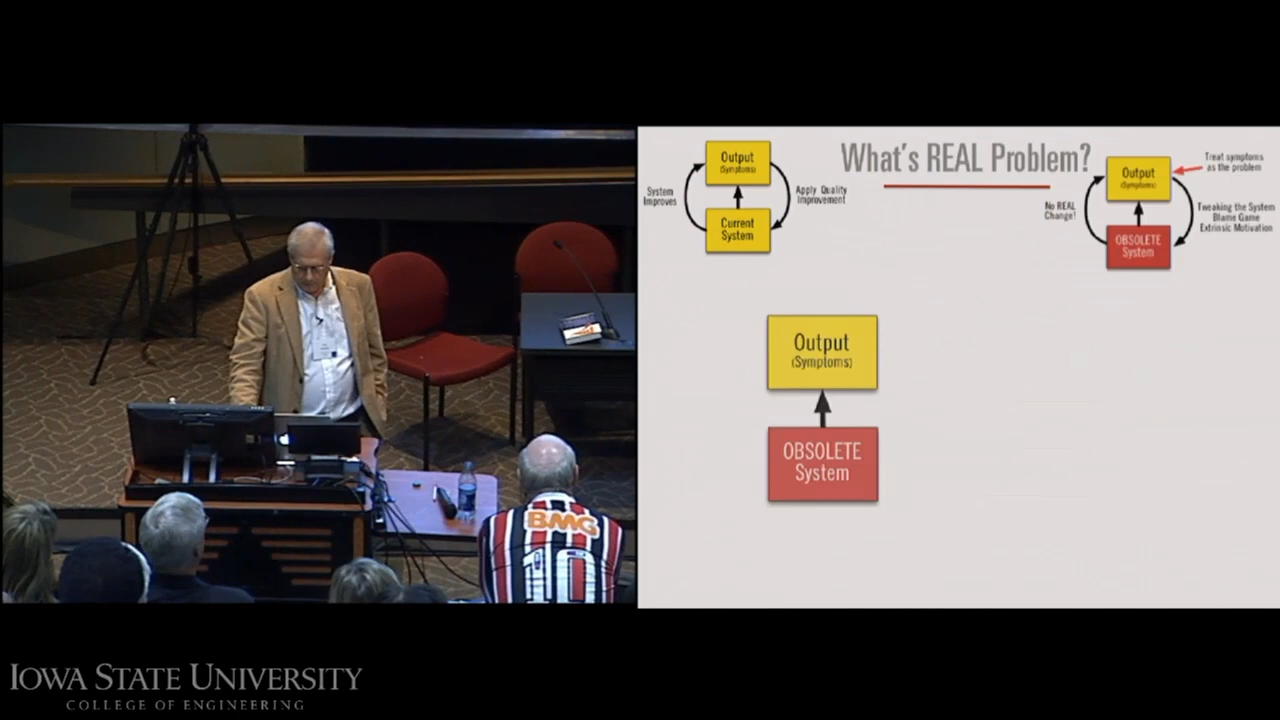 What's REAL Problem?
Output
(Symptoms)
System
Improves
Apply Quality
Improvement
Current
System
Treat symptoms
as the problem
Output
(Symptoms)
No REAL
Change!
Tweaking the System
Blame Game
Extrinsic Motivation
OBSOLETE
System
Output
(Symptoms)
OBSOLETE
System
BMG
10
IOWA STATE UNIVERSITY
COLLEGE OF ENGINEERING